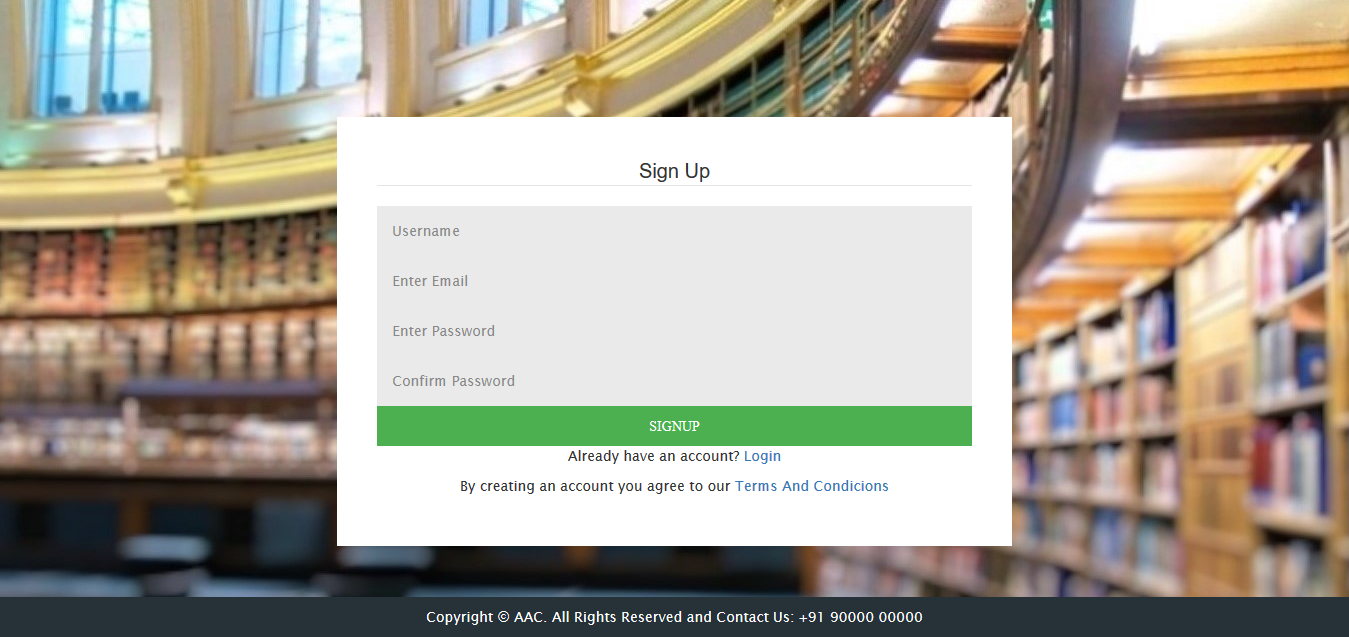 Sign Up
Username
Enter Email
Enter Password
Confirm Password
SIGNUP
Already have an account? Login
By creating an account you agree to our Terms And Condicions
Copyright © AAC. All Rights Reserved and Contact Us: +91 90000 00000